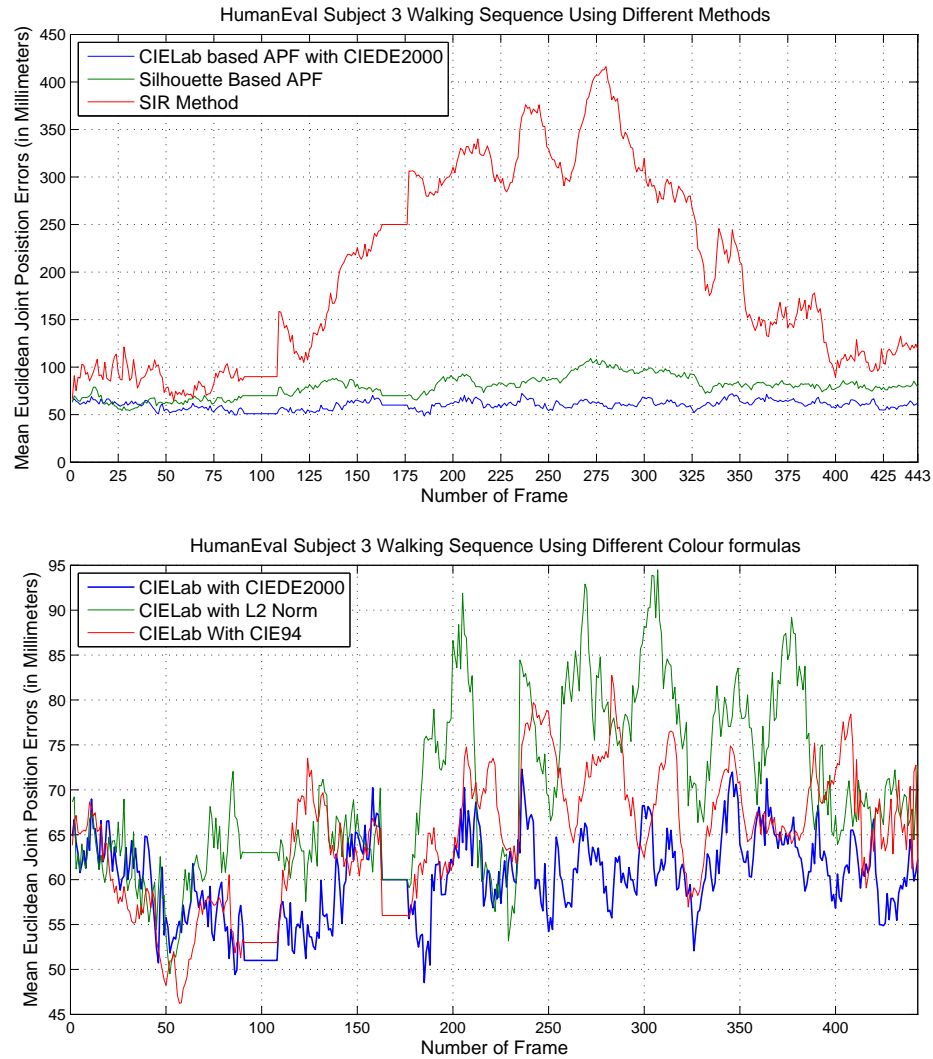 HumanEvaI Subject 3 Walking Sequence Using Different Methods
Mean Euclidean Joint Posistion Errors (in Millimeters)
450
400
350
300
250
200
150
100
50
0
CIELab based APF with CIEDE2000
Silhouette Based APF
SIR Method
0 25 50 75 100 125 150 175 200 225 250 275 300 325 350 375 400 425 443
Number of Frame
HumanEvaI Subject 3 Walking Sequence Using Different Colour formulas
Mean Euclidean Joint Position Errors (in Millimeters)
95
90
85
80
75
70
65
60
55
50
45
CIELab with CIEDE2000
CIELab with L2 Norm
CIELab With CIE94
0 50 100 150 200 250 300 350 400
Number of Frame